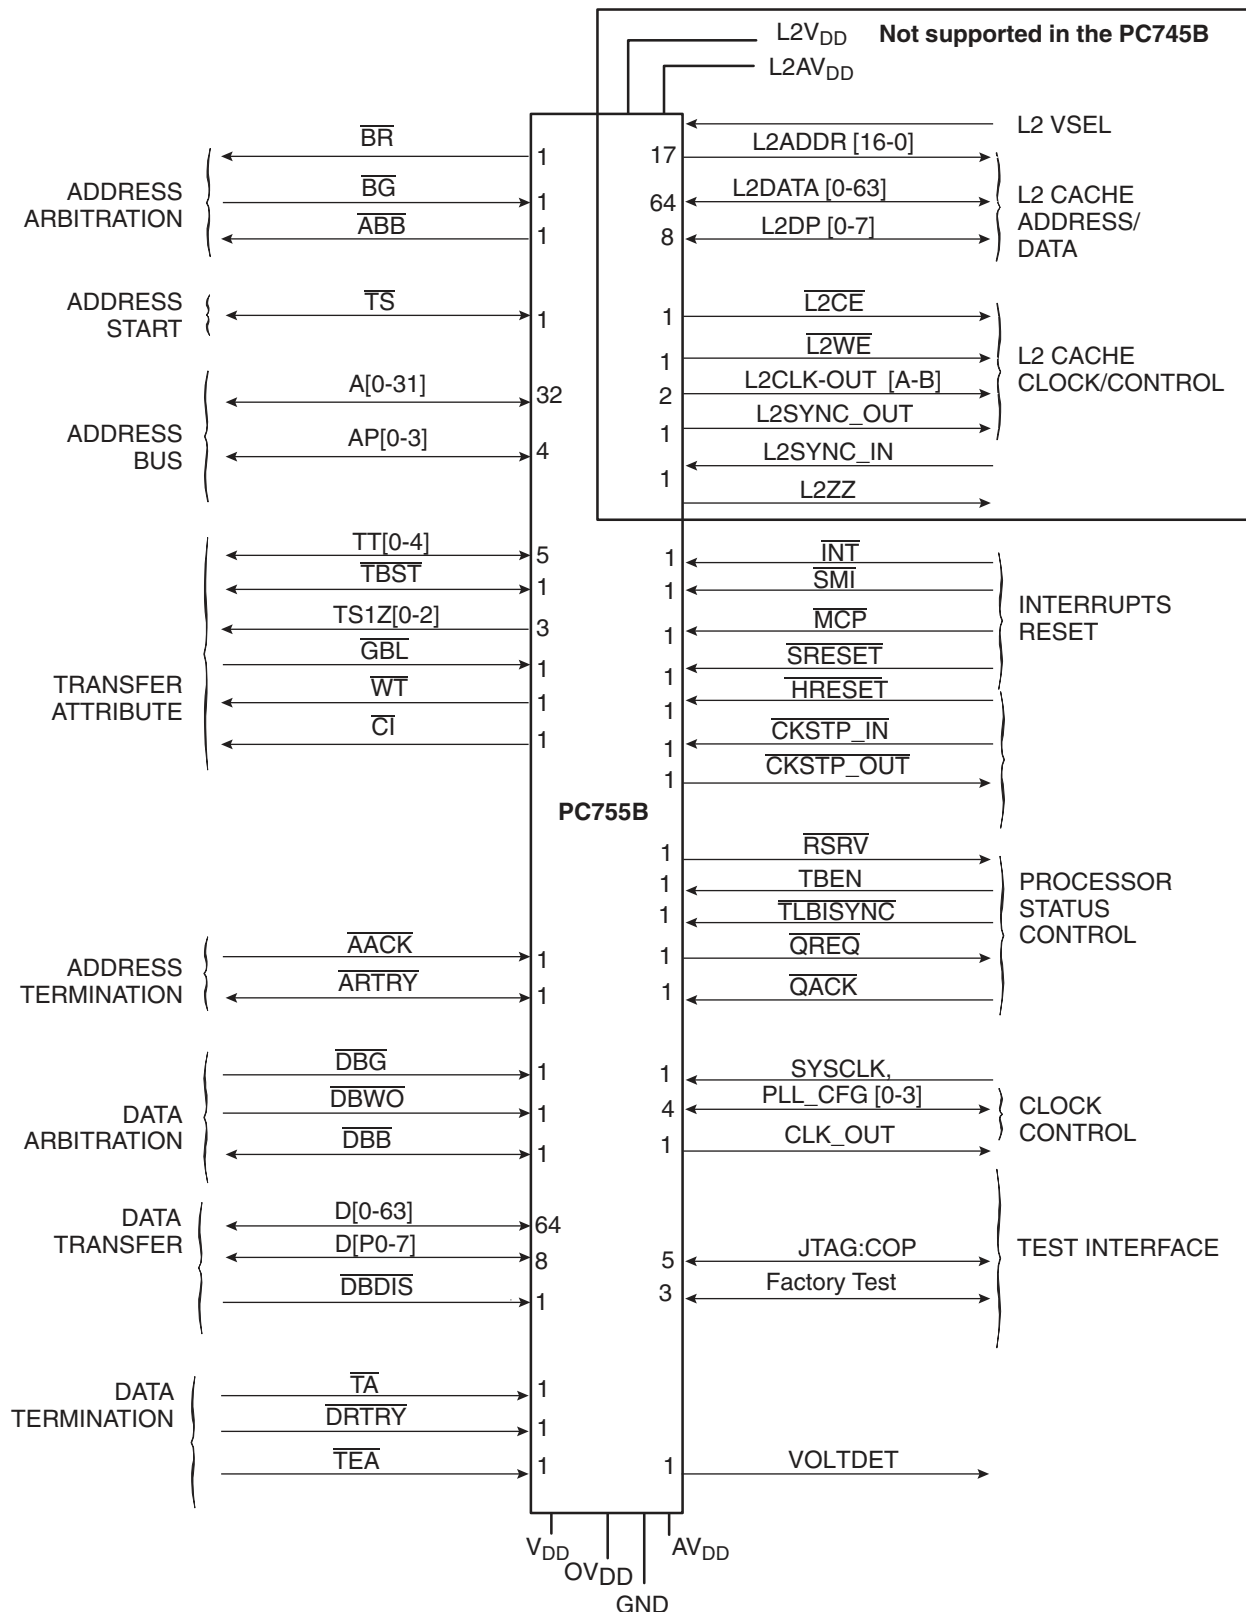 L2VDD
Not supported in the PC745B
L2AVDD
ADDRESS
ARBITRATION
BR
1
BG
1
ABB
1
ADDRESS
START
TS
1
ADDRESS
BUS
A[0-31]
32
AP[0-3]
4
TRANSFER
ATTRIBUTE
TT[0-4]
5
TBST
1
TS1Z[0-2]
3
GBL
1
WT
1
CI
1
PC755B
ADDRESS
TERMINATION
AACK
1
ARTRY
1
DATA
ARBITRATION
DBG
1
DBWO
1
DBB
1
DATA
TRANSFER
D[0-63]
64
D[P0-7]
8
DBDIS
1
DATA
TERMINATION
TA
1
DRTRY
1
TEA
1
L2 VSEL
17
L2ADDR [16-0]
64
L2DATA [0-63]
8
L2DP [0-7]
L2 CACHE
ADDRESS/
DATA
1
L2CE
1
L2WE
2
L2CLK-OUT [A-B]
1
L2SYNC_OUT
L2 CACHE
CLOCK/CONTROL
1
L2SYNC_IN
L2ZZ
1
INT
1
SMI
1
MCP
1
SRESET
1
HRESET
1
CKSTP_IN
1
CKSTP_OUT
INTERRUPTS
RESET
1
RSRV
1
TBEN
1
TLBISYNC
1
QREQ
1
QACK
PROCESSOR
STATUS
CONTROL
1
SYSCLK,
4
PLL_CFG [0-3]
1
CLK_OUT
CLOCK
CONTROL
5
JTAG:COP
3
Factory Test
TEST INTERFACE
1
VOLTDET
VDD
OVDD
GND
AVDD